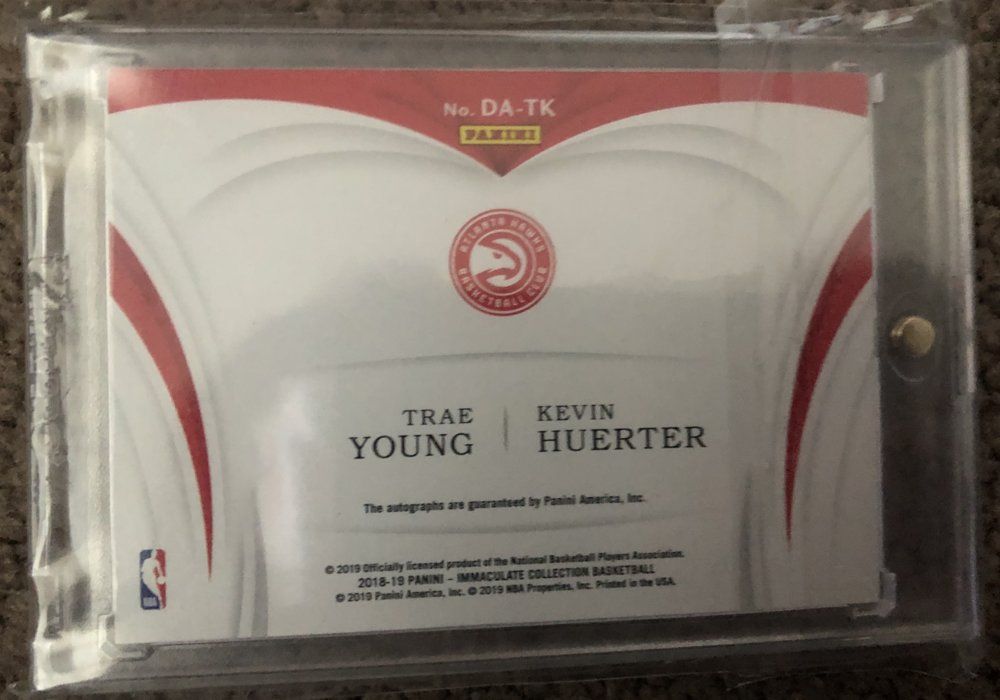 No. DA-TK
PANINI
ATLANTA HAWKS
BASKETBALL CLUB
TRAE
YOUNG
KEVIN
HUERTER
The autographs are guaranteed by Panini America, Inc.
© 2019 Officially licensed product of the National Basketball Players Association.
2018-19 PANINI - IMMACULATE COLLECTION BASKETBALL
© 2019 Panini America, Inc. © 2019 NBA Properties, Inc. Printed in the USA.
NBA